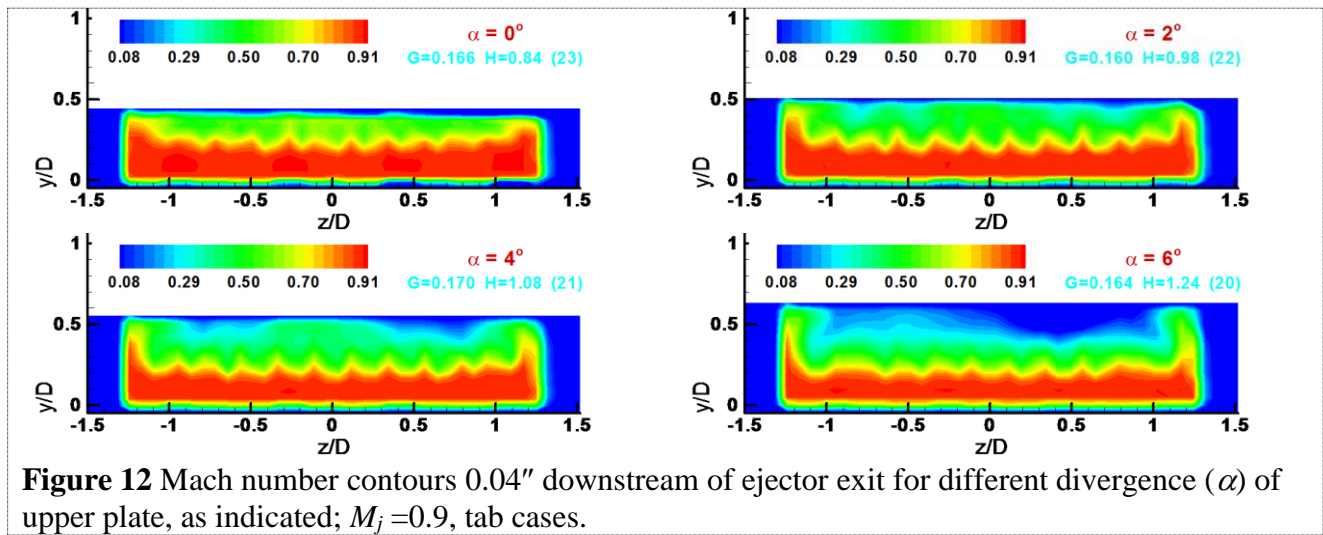 1
α = 0°
0.08 0.29 0.50 0.70 0.91
G=0.166 H=0.84 (23)
0.5
y/D
0
-1.5 -1 -0.5 0 0.5 1 1.5
z/D
1
α = 2°
0.08 0.29 0.50 0.70 0.91
G=0.160 H=0.98 (22)
0.5
y/D
0
-1.5 -1 -0.5 0 0.5 1 1.5
z/D
1
α = 4°
0.08 0.29 0.50 0.70 0.91
G=0.170 H=1.08 (21)
0.5
y/D
0
-1.5 -1 -0.5 0 0.5 1 1.5
z/D
1
α = 6°
0.08 0.29 0.50 0.70 0.91
G=0.164 H=1.24 (20)
0.5
y/D
0
-1.5 -1 -0.5 0 0.5 1 1.5
z/D
Figure 12 Mach number contours 0.04″ downstream of ejector exit for different divergence (α) of
upper plate, as indicated; Mj =0.9, tab cases.